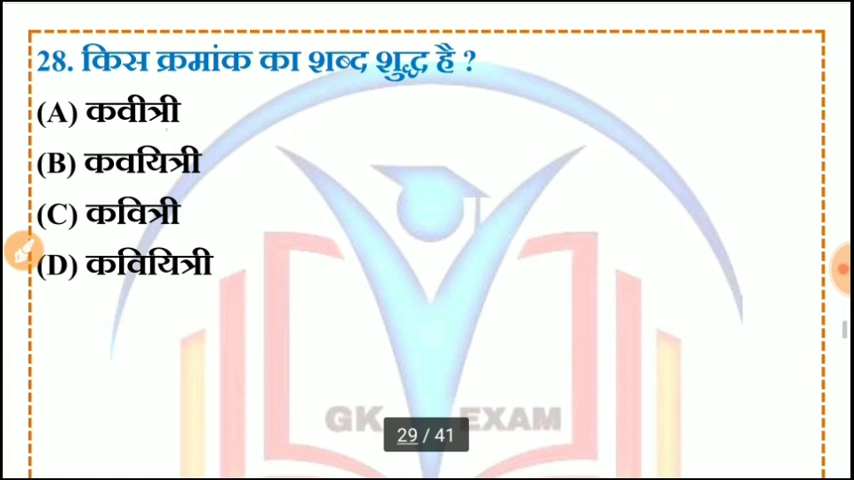 28. किस क्रमांक का शब्द शुद्ध है ?
(A) कवीत्री
(B) कवयित्री
(C) कवित्री
(D) कवियित्री
GK EXAM
29 / 41